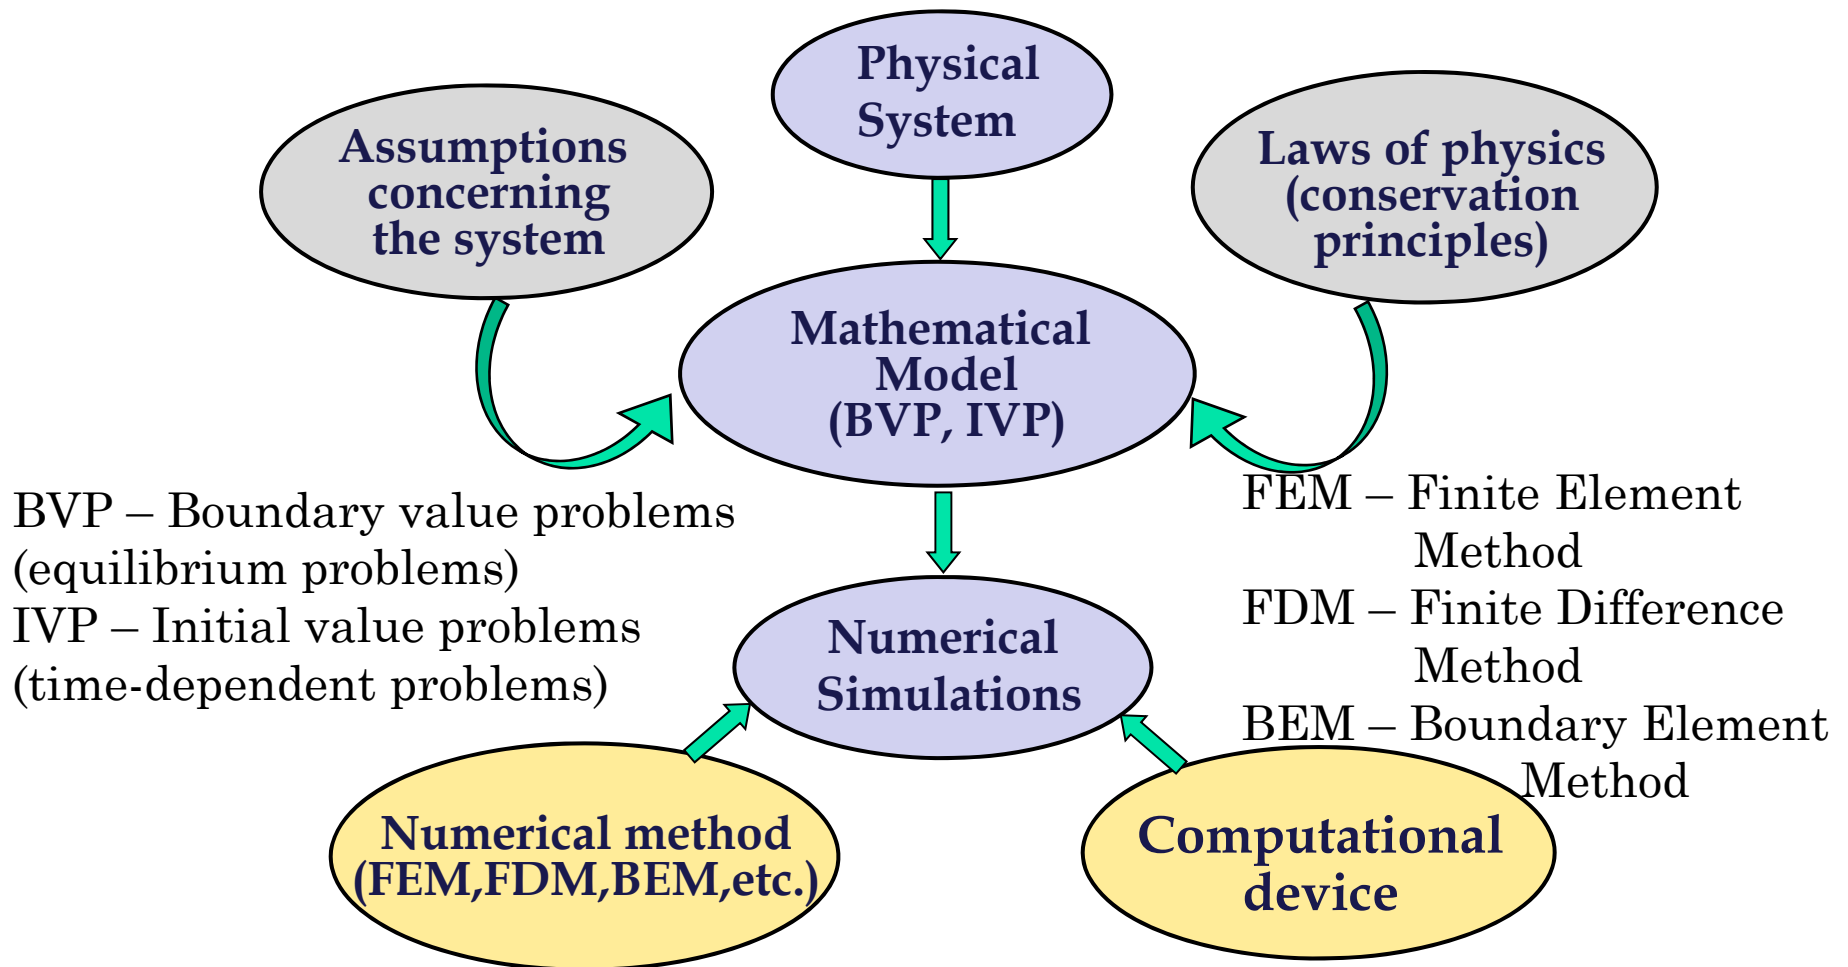 Physical
System
Assumptions
concerning
the system
Laws of physics
(conservation
principles)
Mathematical
Model
(BVP, IVP)
BVP – Boundary value problems
(equilibrium problems)
IVP – Initial value problems
(time-dependent problems)
FEM – Finite Element
Method
FDM – Finite Difference
Method
BEM – Boundary Element
Method
Numerical
Simulations
Numerical method
(FEM,FDM,BEM,etc.)
Computational
device